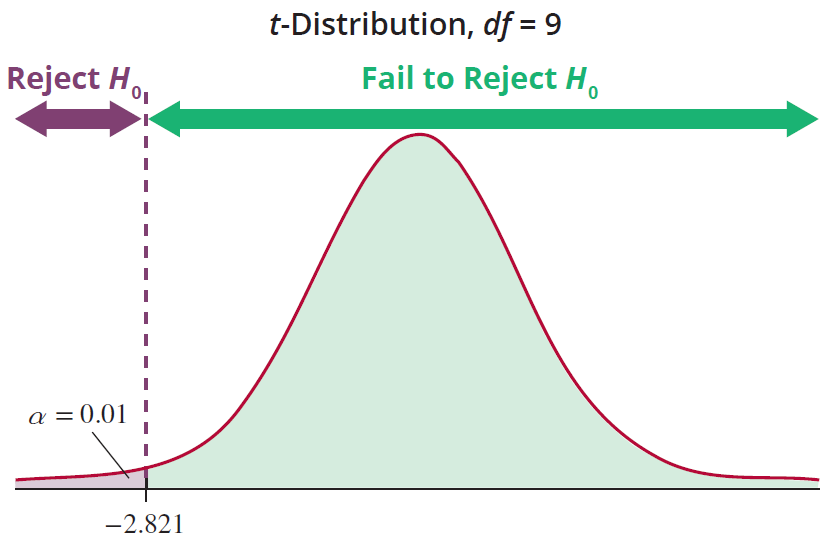 t-Distribution, df = 9
Reject H₀
Fail to Reject H₀
α = 0.01
−2.821